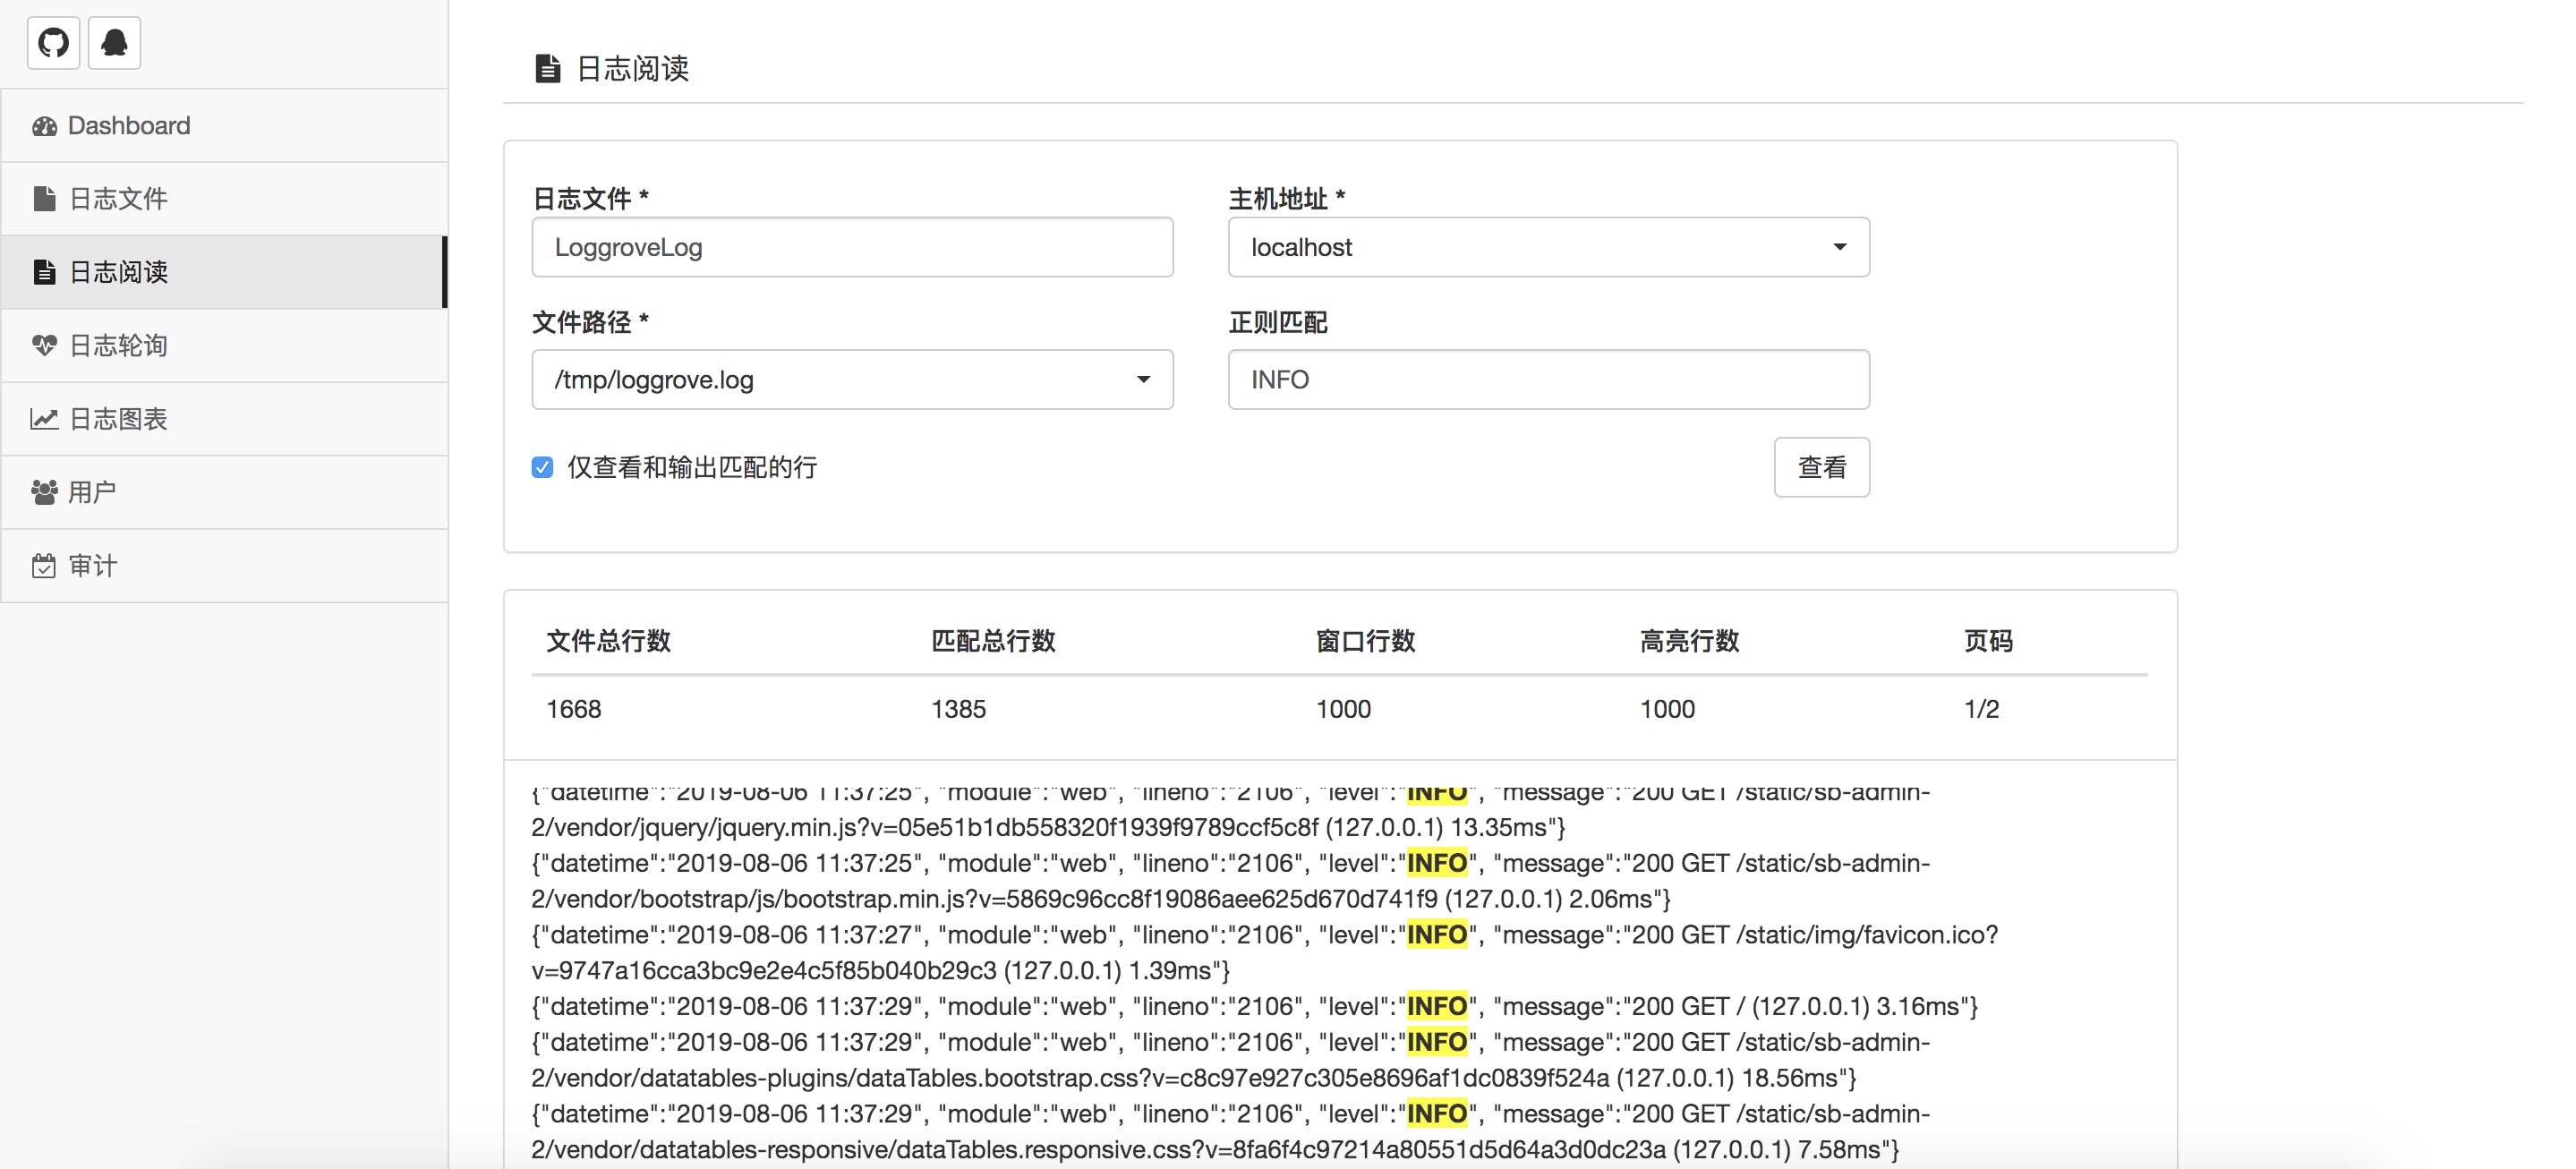 Dashboard
日志文件
日志阅读
日志轮询
日志图表
用户
审计
日志阅读
日志文件 *
主机地址 *
LoggroveLog
localhost
文件路径 *
正则匹配
/tmp/loggrove.log
INFO
仅查看和输出匹配的行
查看
文件总行数 匹配总行数 窗口行数 高亮行数 页码
1668 1385 1000 1000 1/2
{"datetime":"2019-08-06 11:37:25", "module":"web", "lineno":"2106", "level":"INFO", "message":"200 GET /static/sb-admin-
2/vendor/jquery/jquery.min.js?v=05e51b1db558320f1939f9789ccf5c8f (127.0.0.1) 13.35ms"}
{"datetime":"2019-08-06 11:37:25", "module":"web", "lineno":"2106", "level":"INFO", "message":"200 GET /static/sb-admin-
2/vendor/bootstrap/js/bootstrap.min.js?v=5869c96cc8f19086aee625d670d741f9 (127.0.0.1) 2.06ms"}
{"datetime":"2019-08-06 11:37:27", "module":"web", "lineno":"2106", "level":"INFO", "message":"200 GET /static/img/favicon.ico?
v=9747a16cca3bc9e2e4c5f85b040b29c3 (127.0.0.1) 1.39ms"}
{"datetime":"2019-08-06 11:37:29", "module":"web", "lineno":"2106", "level":"INFO", "message":"200 GET / (127.0.0.1) 3.16ms"}
{"datetime":"2019-08-06 11:37:29", "module":"web", "lineno":"2106", "level":"INFO", "message":"200 GET /static/sb-admin-
2/vendor/datatables-plugins/dataTables.bootstrap.css?v=c8c97e927c305e8696af1dc0839f524a (127.0.0.1) 18.56ms"}
{"datetime":"2019-08-06 11:37:29", "module":"web", "lineno":"2106", "level":"INFO", "message":"200 GET /static/sb-admin-
2/vendor/datatables-responsive/dataTables.responsive.css?v=8fa6f4c97214a80551d5d64a3d0dc23a (127.0.0.1) 7.58ms"}